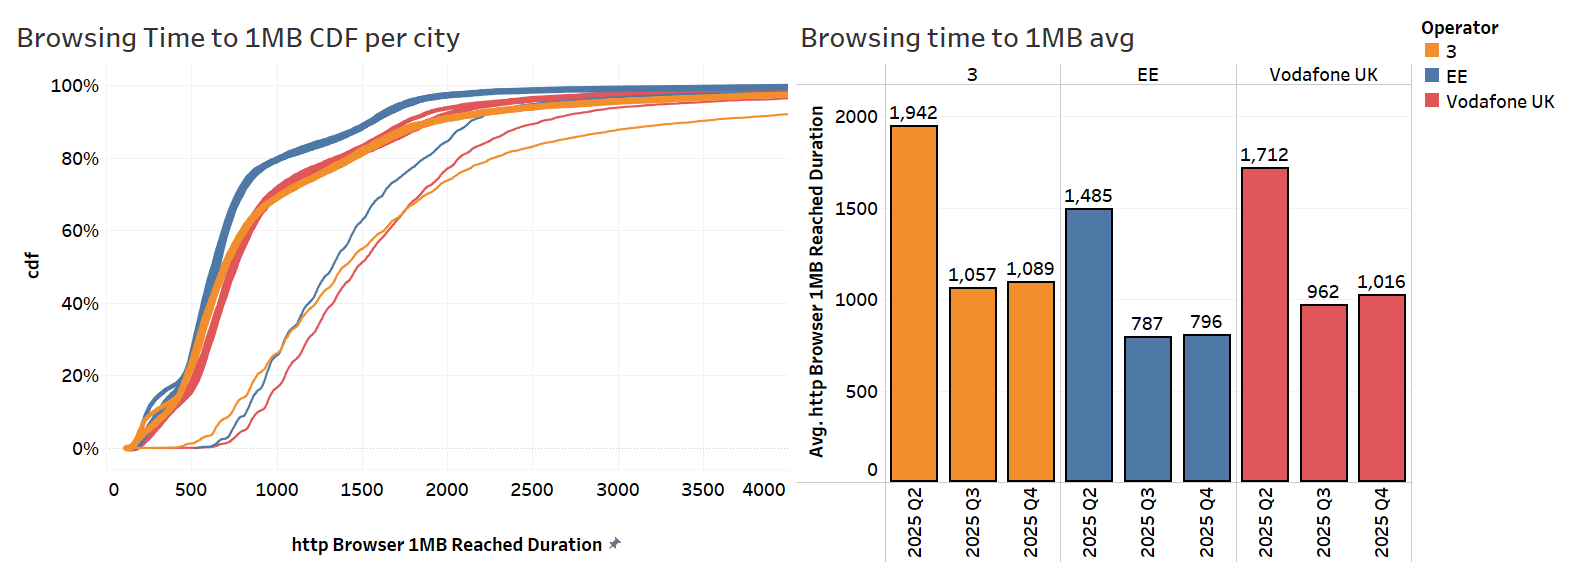 Browsing Time to 1MB CDF per city
100%
80%
60%
40%
20%
0%
cdf
0 500 1000 1500 2000 2500 3000 3500 4000
http Browser 1MB Reached Duration
Browsing time to 1MB avg
3 EE Vodafone UK
Avg. http Browser 1MB Reached Duration
2000
1500
1000
500
0
1,942
1,057
1,089
1,485
787
796
1,712
962
1,016
2025 Q2
2025 Q3
2025 Q4
2025 Q2
2025 Q3
2025 Q4
2025 Q2
2025 Q3
2025 Q4
Operator
3
EE
Vodafone UK